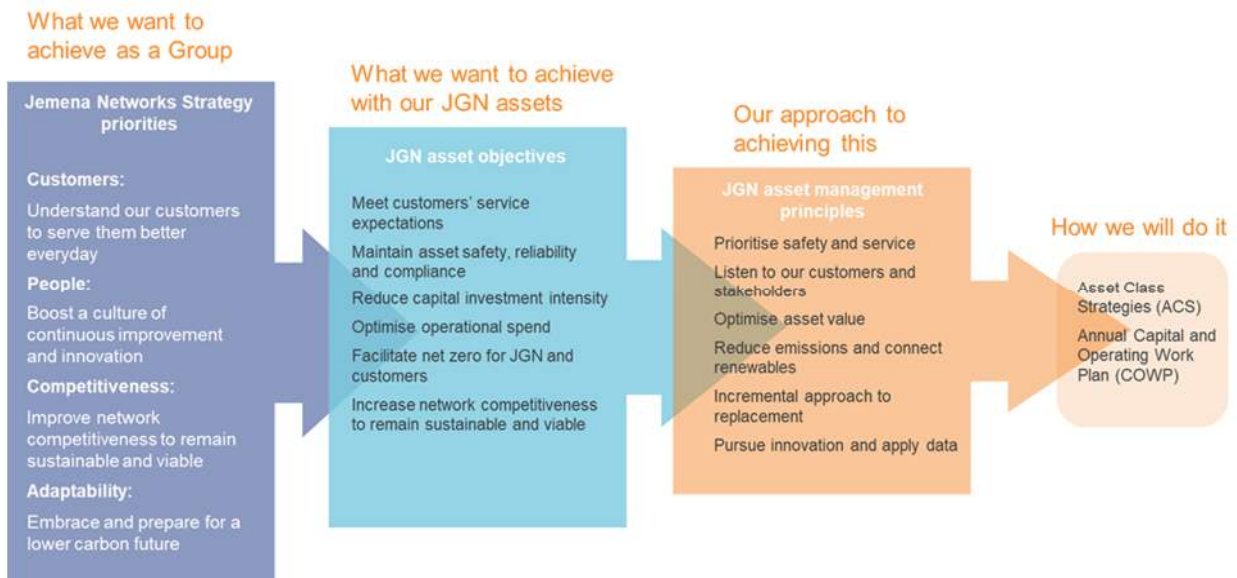 What we want to
achieve as a Group
Jemena Networks Strategy
priorities
Customers:
Understand our customers
to serve them better
everyday
People:
Boost a culture of
continuous improvement
and innovation
Competitiveness:
Improve network
competitiveness to remain
sustainable and viable
Adaptability:
Embrace and prepare for a
lower carbon future
What we want to achieve
with our JGN assets
JGN asset objectives
Meet customers' service
expectations
Maintain asset safety, reliability
and compliance
Reduce capital investment intensity
Optimise operational spend
Facilitate net zero for JGN and
customers
Increase network competitiveness
to remain sustainable and viable
Our approach to
achieving this
JGN asset management
principles
Prioritise safety and service
Listen to our customers and
stakeholders
Optimise asset value
Reduce emissions and connect
renewables
Incremental approach to
replacement
Pursue innovation and apply data
How we will do it
Asset Class
Strategies (ACS)
Annual Capital and
Operating Work
Plan (COWP)